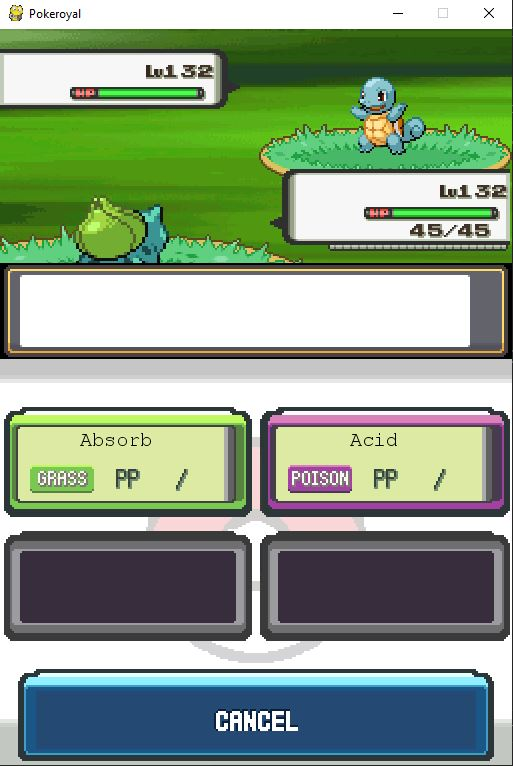 Pokeroyal
Lv132
HP
Lv132
HP
45/45
Absorb
GRASS PP /
Acid
POISON PP /
CANCEL